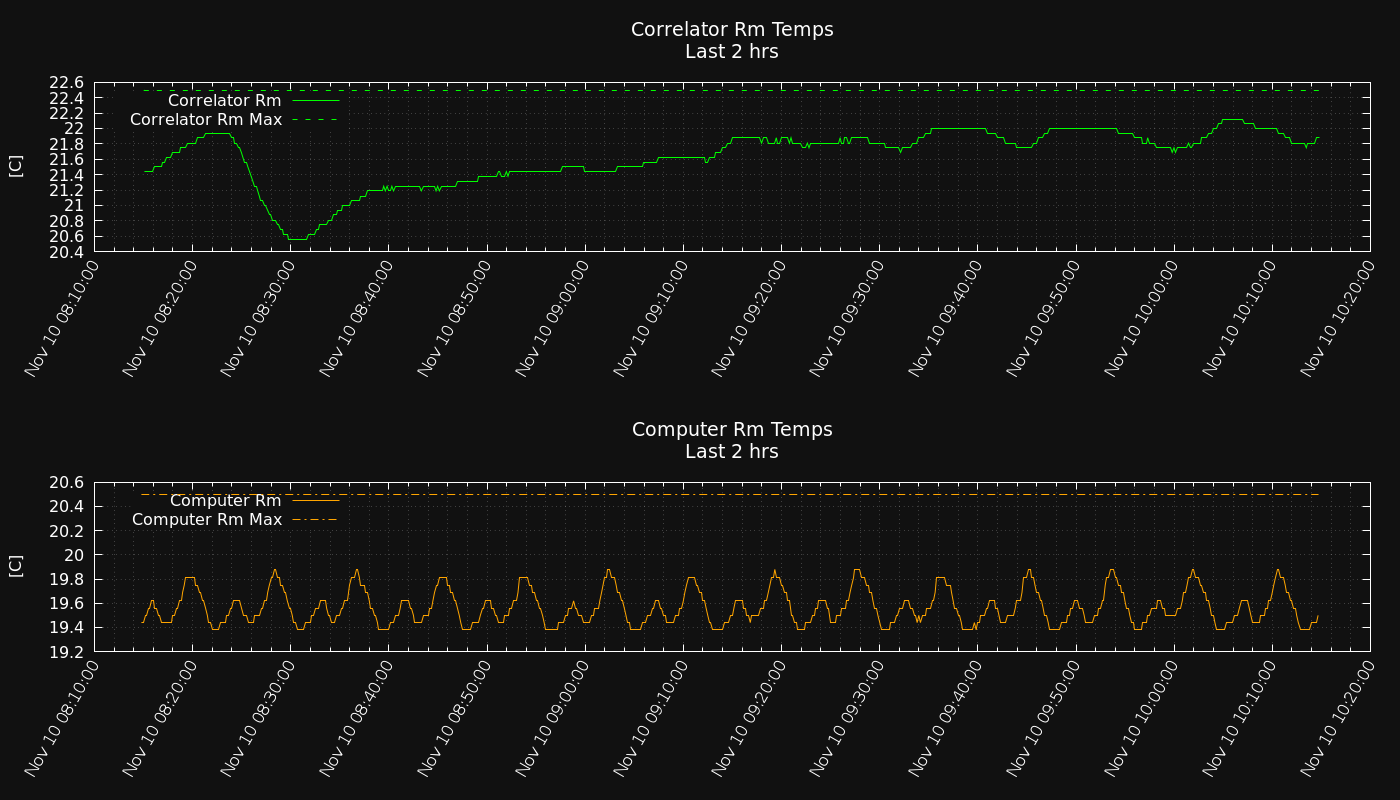 Correlator Rm Temps
Last 2 hrs
22.6
22.4
22.2
22
21.8
21.6
21.4
21.2
21
20.8
20.6
20.4
[C]
Correlator Rm
Correlator Rm Max
Nov 10 08:10:00
Nov 10 08:20:00
Nov 10 08:30:00
Nov 10 08:40:00
Nov 10 08:50:00
Nov 10 09:00:00
Nov 10 09:10:00
Nov 10 09:20:00
Nov 10 09:30:00
Nov 10 09:40:00
Nov 10 09:50:00
Nov 10 10:00:00
Nov 10 10:10:00
Nov 10 10:20:00
Computer Rm Temps
Last 2 hrs
20.6
20.4
20.2
20
19.8
19.6
19.4
19.2
[C]
Computer Rm
Computer Rm Max
Nov 10 08:10:00
Nov 10 08:20:00
Nov 10 08:30:00
Nov 10 08:40:00
Nov 10 08:50:00
Nov 10 09:00:00
Nov 10 09:10:00
Nov 10 09:20:00
Nov 10 09:30:00
Nov 10 09:40:00
Nov 10 09:50:00
Nov 10 10:00:00
Nov 10 10:10:00
Nov 10 10:20:00